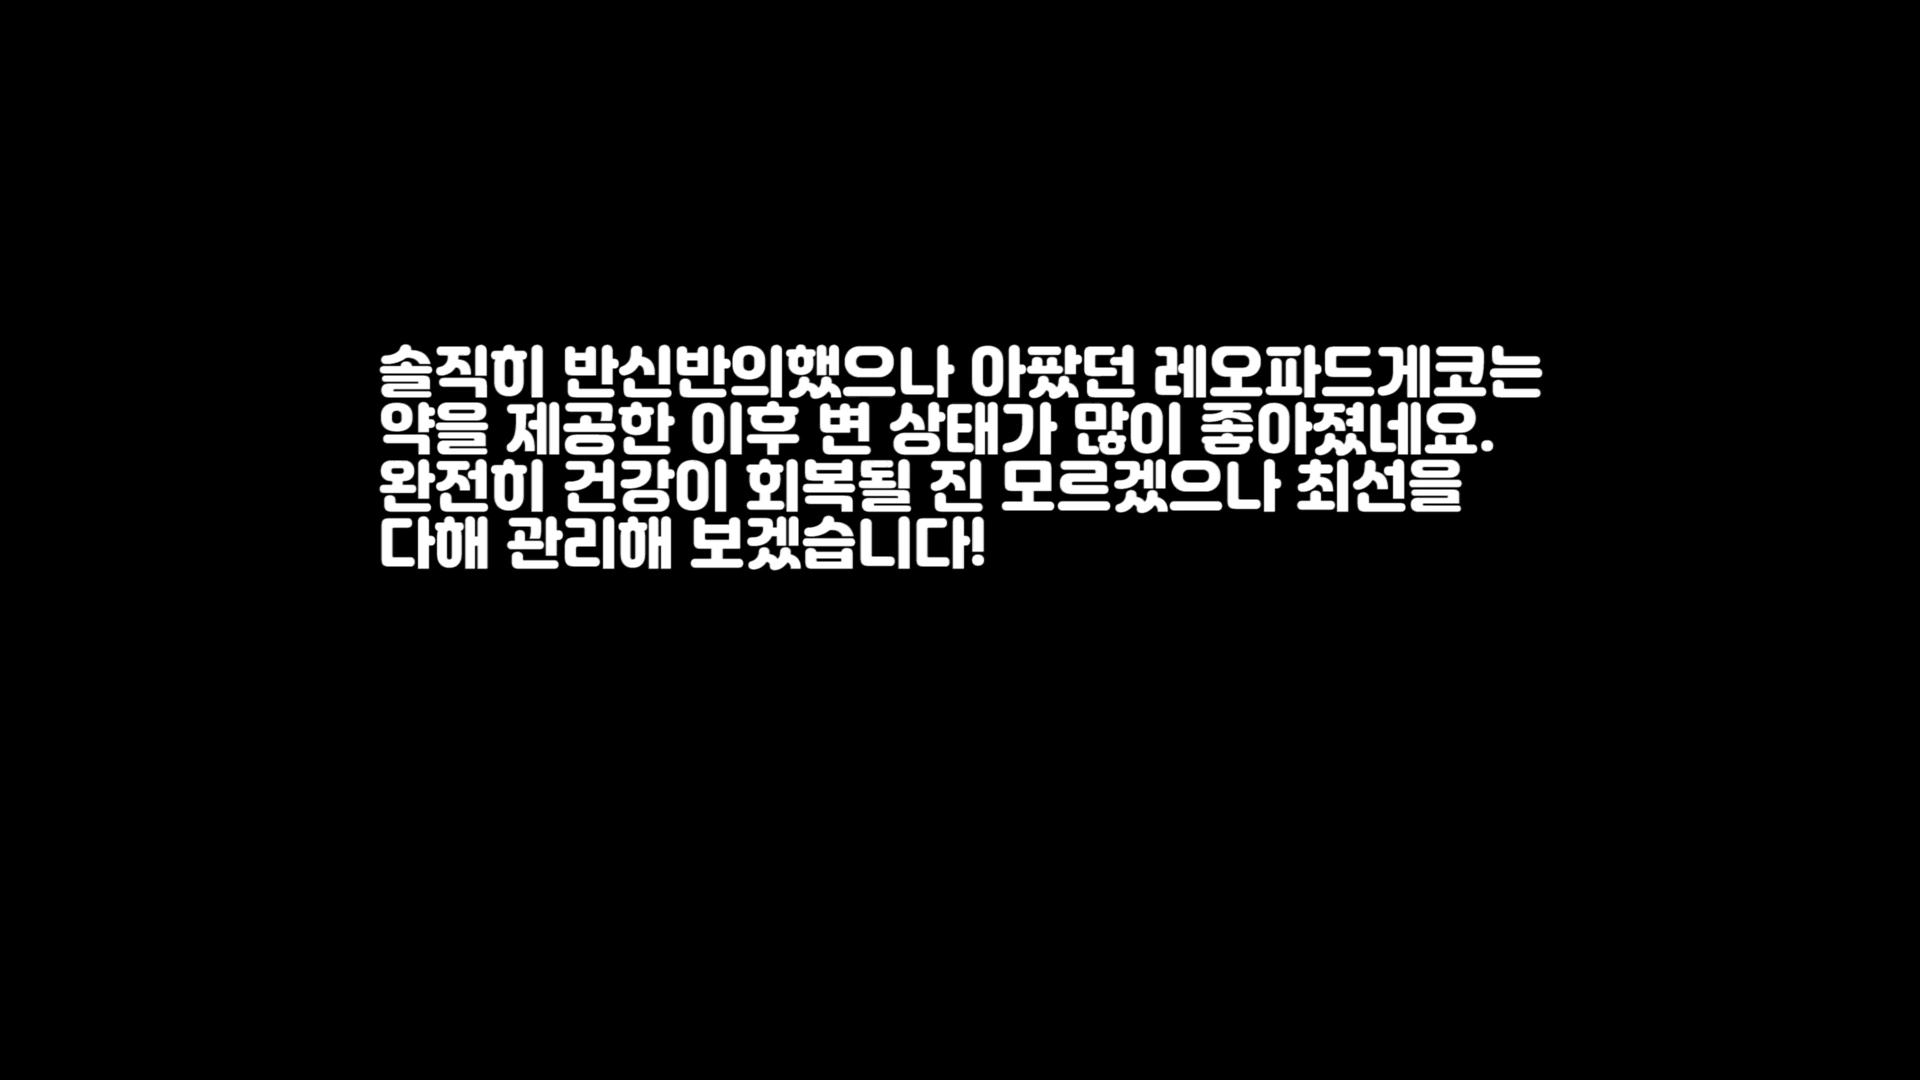 솔직히 반신반의했으나 아팠던 레오파드게코는
약을 제공한 이후 변 상태가 많이 좋아졌네요.
완전히 건강이 회복될 진 모르겠으나 최선을
다해 관리해 보겠습니다!